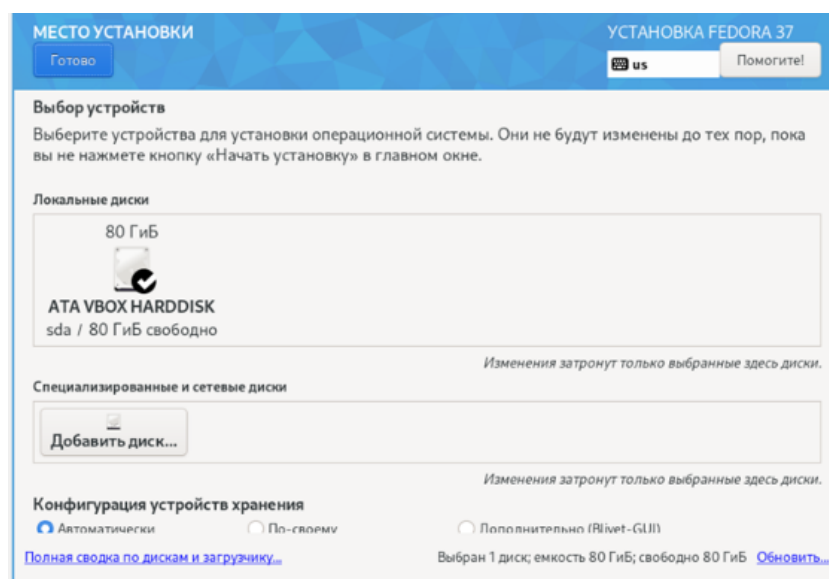 МЕСТО УСТАНОВКИ
УСТАНОВКА FEDORA 37
Готово
us
Помогите!
Выбор устройств
Выберите устройства для установки операционной системы. Они не будут изменены до тех пор, пока
вы не нажмете кнопку «Начать установку» в главном окне.
Локальные диски
80 ГиБ
ATA VBOX HARDDISK
sda / 80 ГиБ свободно
Изменения затронут только выбранные здесь диски.
Специализированные и сетевые диски
Добавить диск...
Изменения затронут только выбранные здесь диски.
Конфигурация устройств хранения
Автоматически По-своему Дополнительно (Blivet-GUI)
Полная сводка по дискам и загрузчику... Выбран 1 диск; емкость 80 ГиБ; свободно 80 ГиБ Обновить...